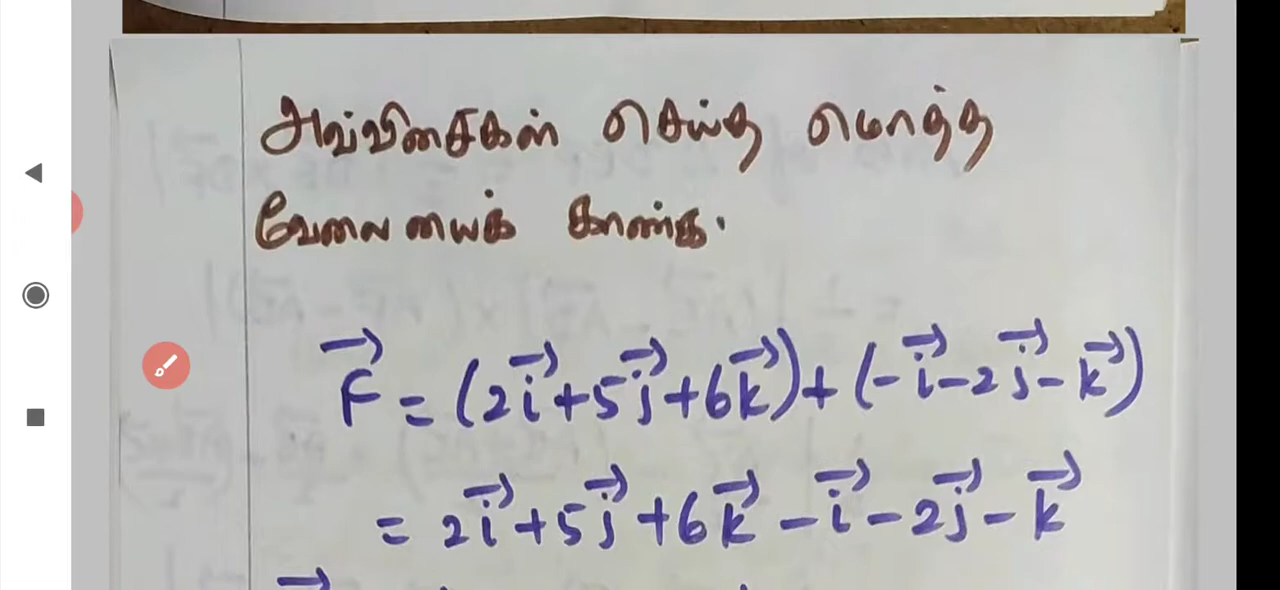 அவ்விசைகள் செய்த மொத்த
வேலையைக் காண்க.
F⃗ = (2i⃗+5j⃗+6k⃗)+(-i⃗-2j⃗-k⃗)
= 2i⃗+5j⃗+6k⃗-i⃗-2j⃗-k⃗